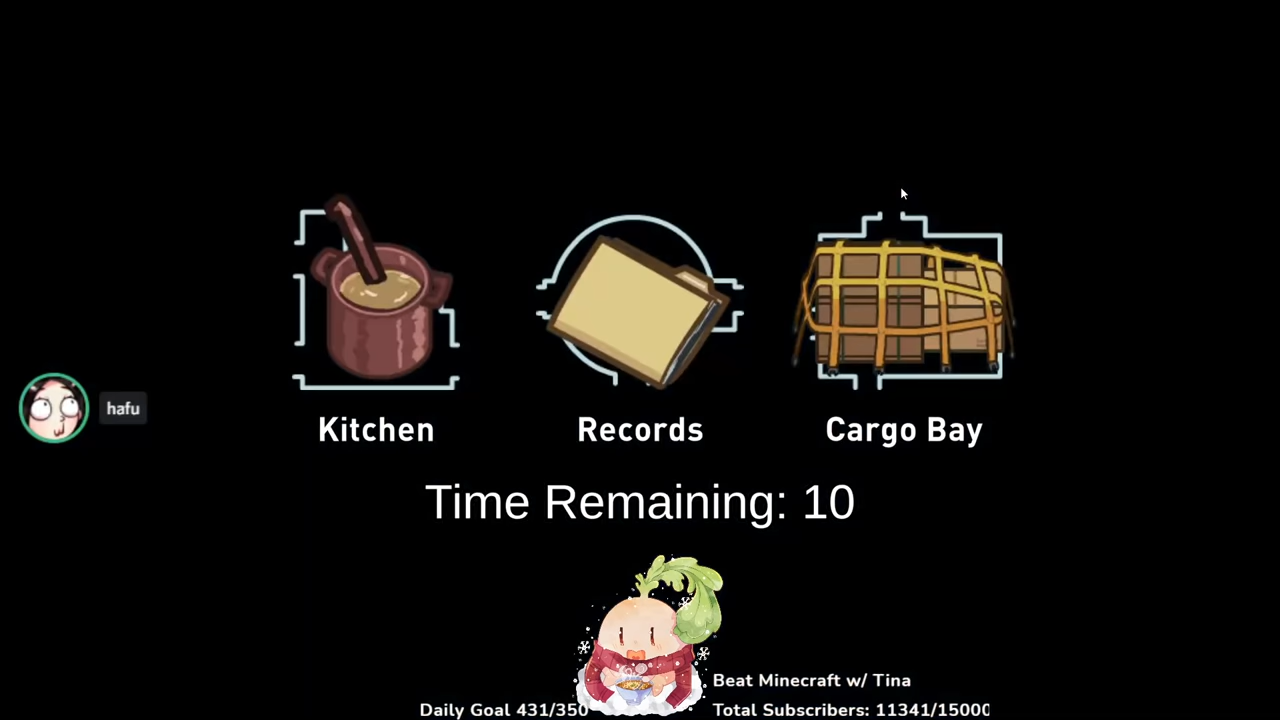 hafu
Kitchen
Records
Cargo Bay
Time Remaining: 10
Beat Minecraft w/ Tina
Daily Goal 431/350
Total Subscribers: 11341/15000